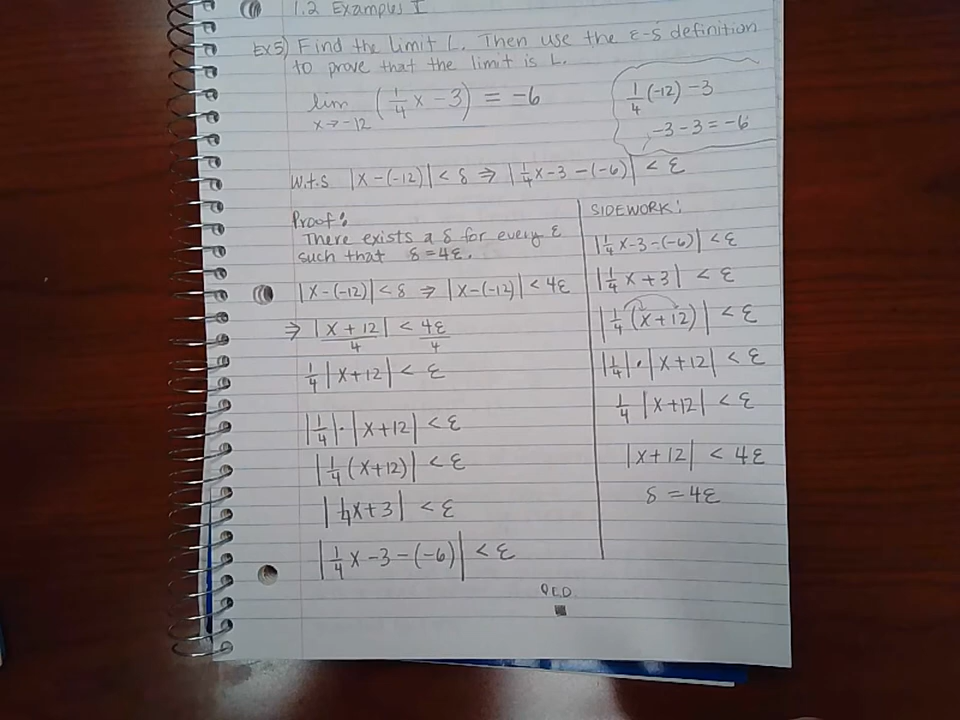 1.2 Examples I
Ex5) Find the limit L. Then use the ε-δ definition
to prove that the limit is L.
lim x→-12 (1/4 x - 3) = -6
1/4 (-12) - 3
-3 - 3 = -6
w.t.s |x-(-12)| < δ ⇒ |1/4 x - 3 - (-6)| < ε
Proof:
There exists a δ for every ε
such that δ = 4ε.
|x-(-12)| < δ ⇒ |x-(-12)| < 4ε
⇒ |x + 12|/4 < 4ε/4
1/4 |x+12| < ε
|1/4| · |x+12| < ε
|1/4 (x+12)| < ε
|1/4 x + 3| < ε
|1/4 x - 3 - (-6)| < ε
SIDEWORK:
|1/4 x - 3 - (-6)| < ε
|1/4 x + 3| < ε
|1/4 (x + 12)| < ε
|1/4| · |x+12| < ε
1/4 |x+12| < ε
|x+12| < 4ε
δ = 4ε
QED
■